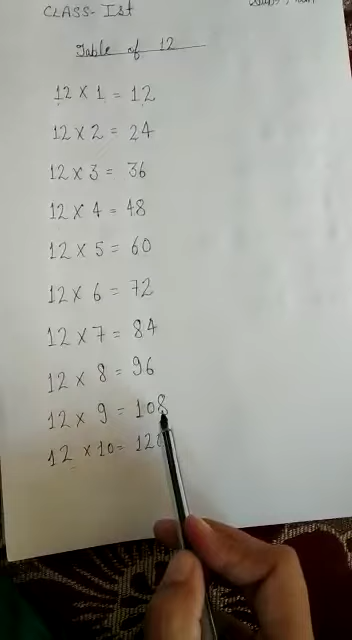 CLASS- Ist
Table of 12
12 × 1 = 12
12 × 2 = 24
12 × 3 = 36
12 × 4 = 48
12 × 5 = 60
12 × 6 = 72
12 × 7 = 84
12 × 8 = 96
12 × 9 = 108
12 × 10 = 12